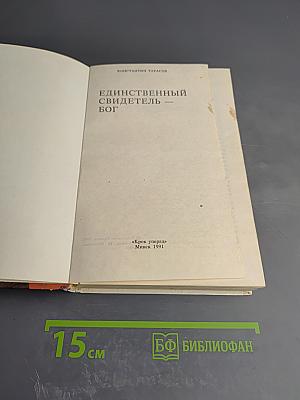 КОНСТАНТИН ТАРАСОВ
ЕДИНСТВЕННЫЙ
СВИДЕТЕЛЬ —
БОГ
«Крок уперад»
Минск 1991
15 см
БФ БИБЛИОФАН